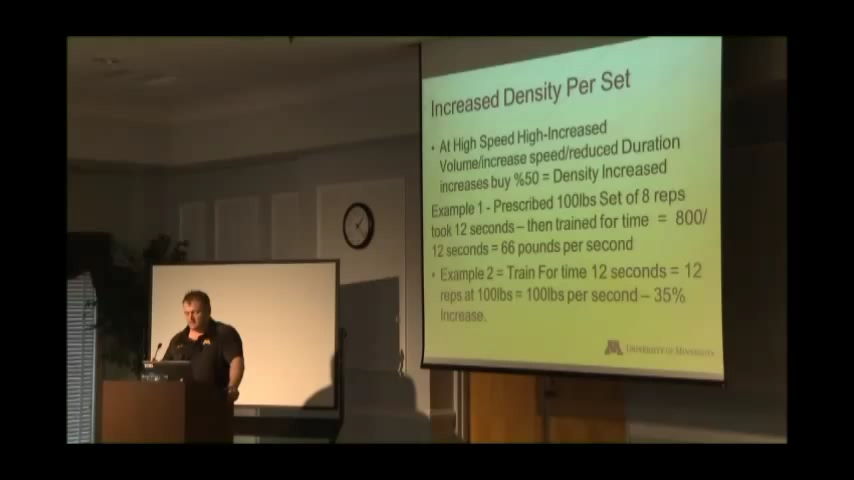 Increased Density Per Set
• At High Speed High-Increased
Volume/increase speed/reduced Duration
increases buy %50 = Density Increased
Example 1 - Prescribed 100lbs Set of 8 reps
took 12 seconds – then trained for time = 800/
12 seconds = 66 pounds per second
• Example 2 = Train For time 12 seconds = 12
reps at 100lbs = 100lbs per second – 35%
Increase.
M UNIVERSITY OF MINNESOTA